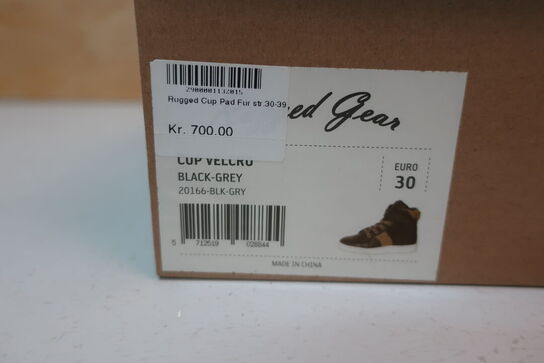 2900001132015
Rugged Cup Pad Fur str.30-39
Kr. 700.00
ed Gear
CUP VELCRO
BLACK-GREY
20166-BLK-GRY
EURO
30
5 712519 028844
MADE IN CHINA